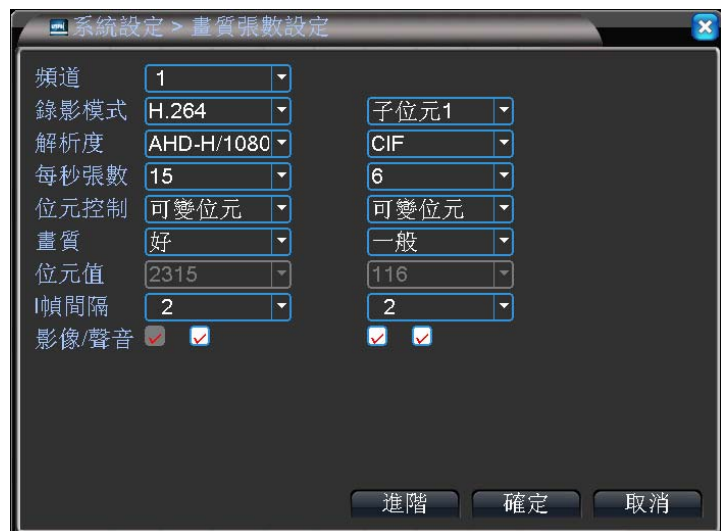 系統設定 > 畫質張數設定
頻道 1
錄影模式 H.264 子位元1
解析度 AHD-H/1080 CIF
每秒張數 15 6
位元控制 可變位元 可變位元
畫質 好 一般
位元值 2315 116
I幀間隔 2 2
影像/聲音
進階 確定 取消